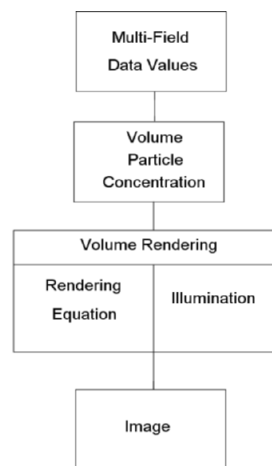 Multi-Field
Data Values
Volume
Particle
Concentration
Volume Rendering
Rendering
Equation
Illumination
Image